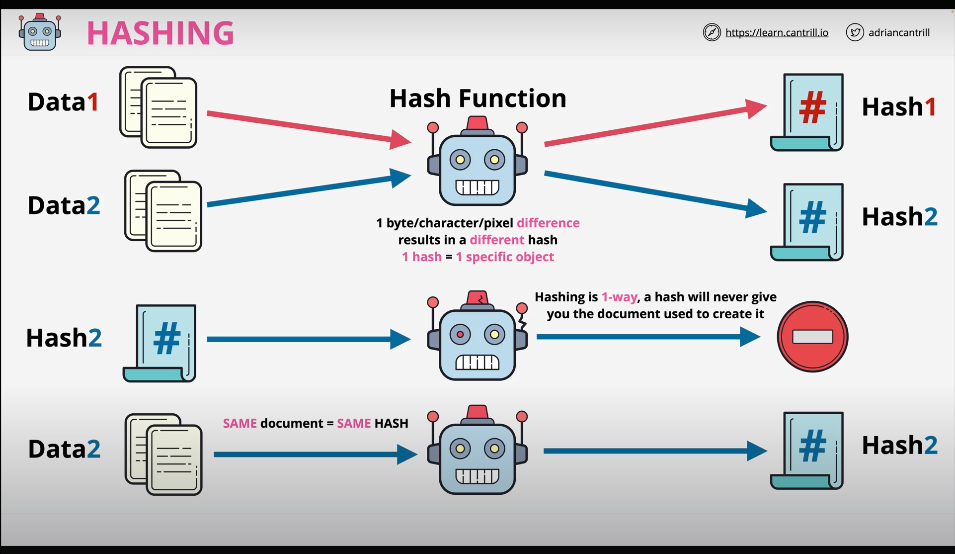 HASHING
https://learn.cantrill.io
adriancantrill
Data1
Hash Function
#
Hash1
Data2
#
Hash2
1 byte/character/pixel difference
results in a different hash
1 hash = 1 specific object
Hash2
#
Hashing is 1-way, a hash will never give
you the document used to create it
Data2
SAME document = SAME HASH
#
Hash2